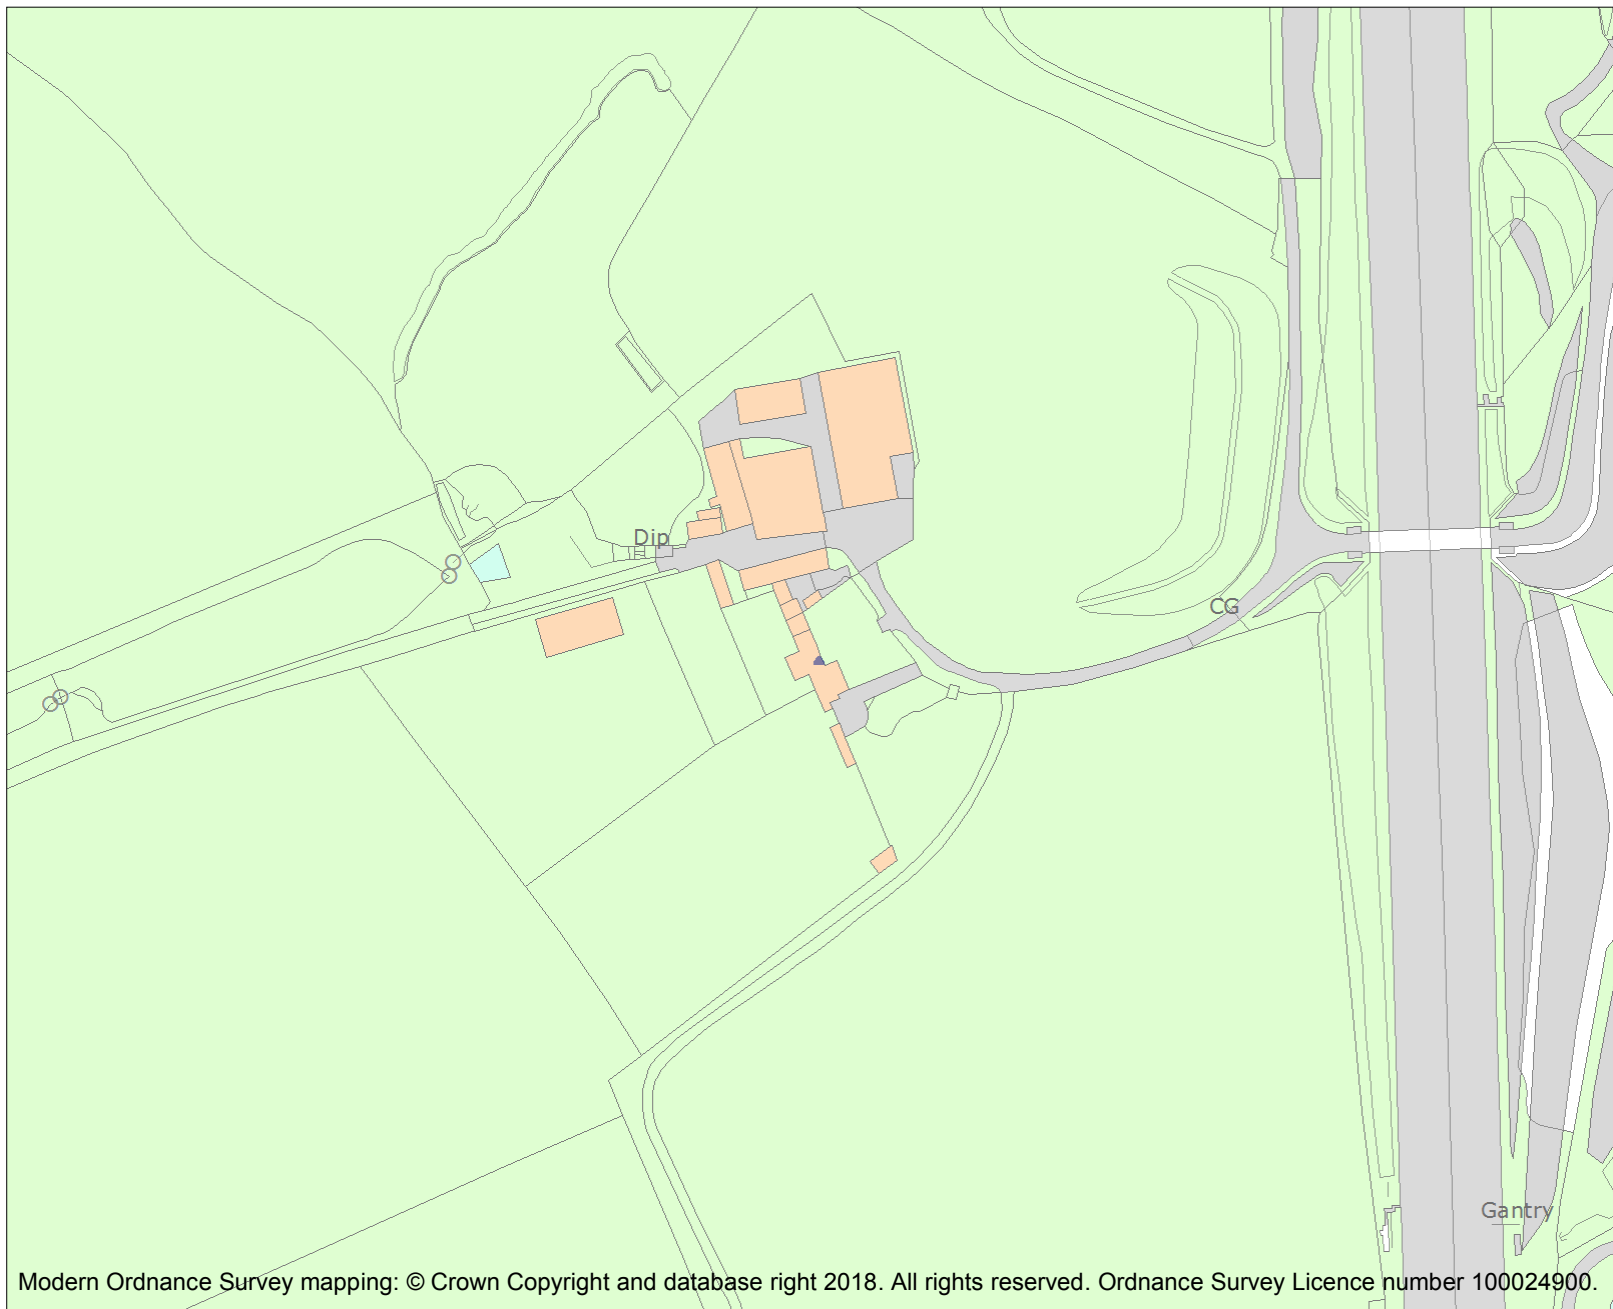 Dip
CG
Gantry
Modern Ordnance Survey mapping: © Crown Copyright and database right 2018. All rights reserved. Ordnance Survey Licence number 100024900.